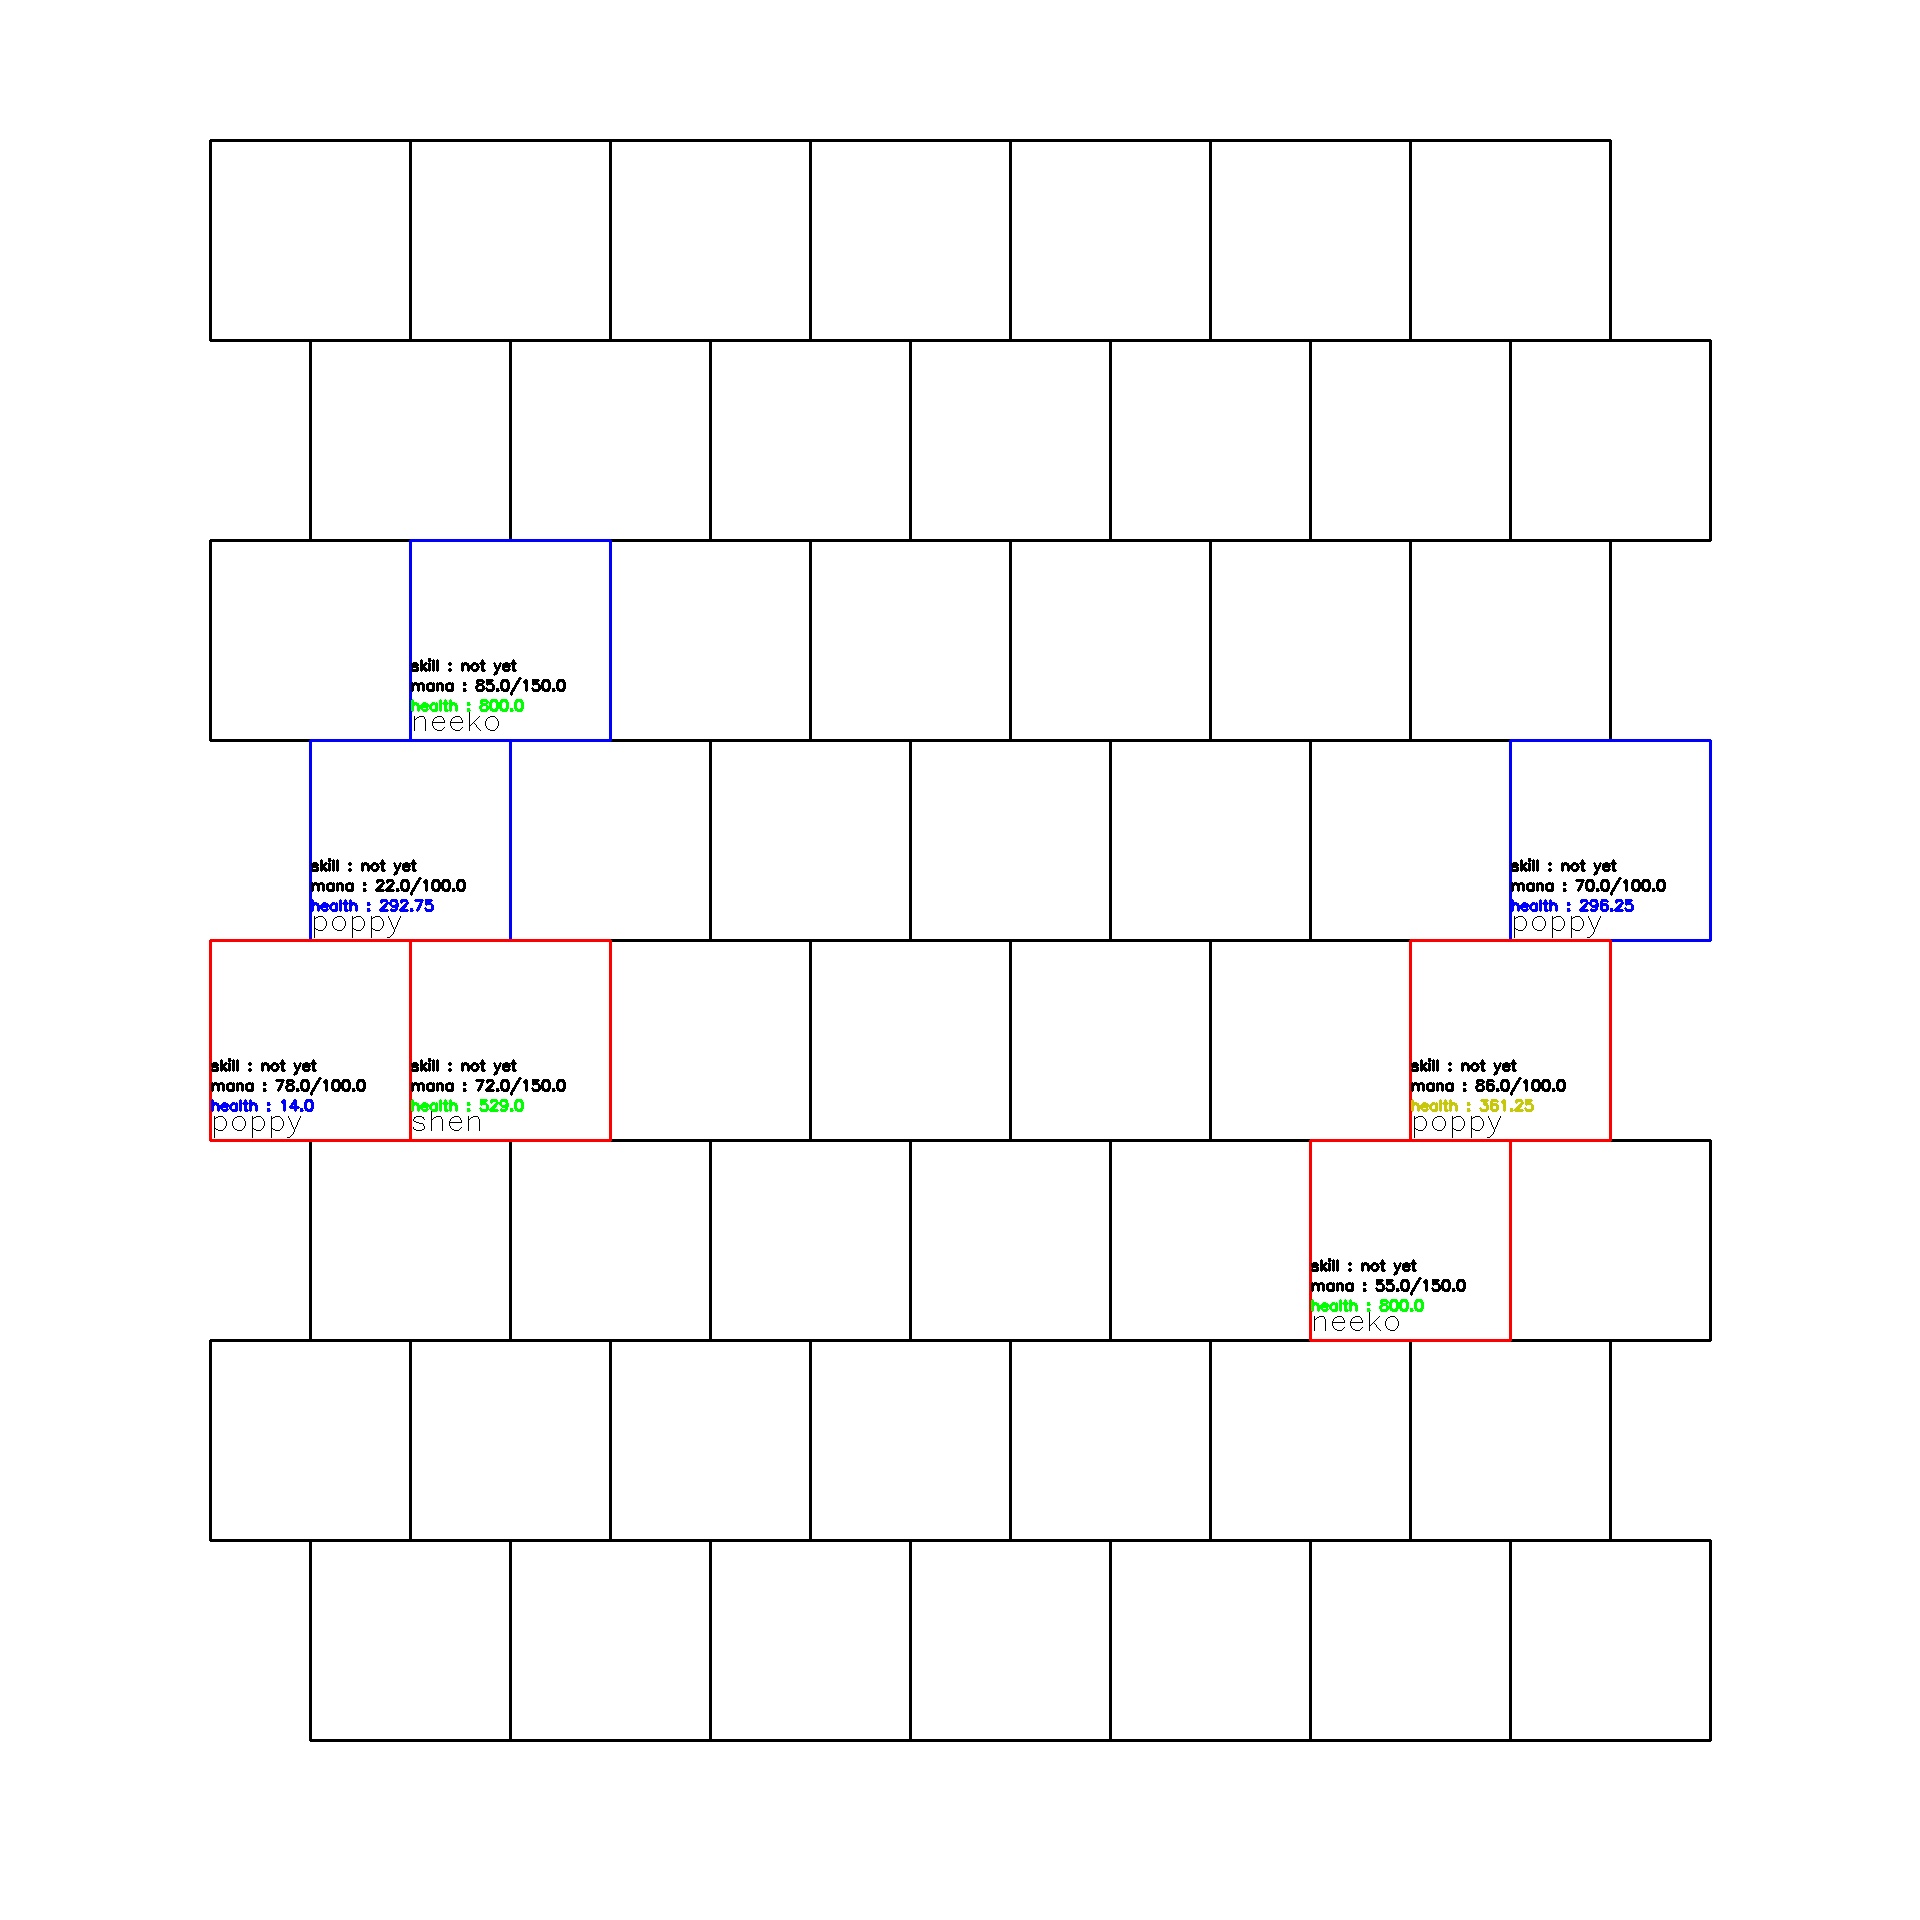 skill : not yet
mana : 85.0/150.0
health : 800.0
neeko
skill : not yet
mana : 22.0/100.0
health : 292.75
poppy
skill : not yet
mana : 70.0/100.0
health : 296.25
poppy
skill : not yet
mana : 78.0/100.0
health : 14.0
poppy
skill : not yet
mana : 72.0/150.0
health : 529.0
shen
skill : not yet
mana : 86.0/100.0
health : 361.25
poppy
skill : not yet
mana : 55.0/150.0
health : 800.0
neeko